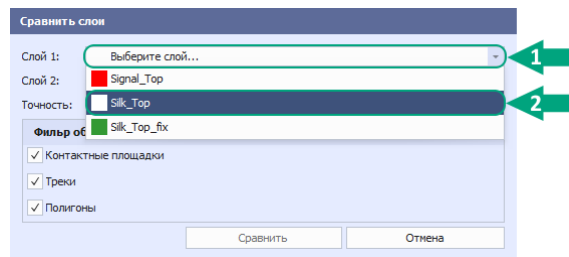 Сравнить слои
Слой 1: Выберите слой... 1
Слой 2: Signal_Top
Точность: Silk_Top 2
Silk_Top_fix
Фильр об
Контактные площадки
Треки
Полигоны
Сравнить Отмена